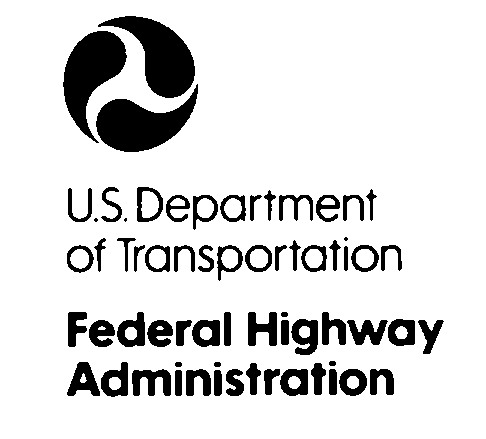 U.S. Department
of Transportation
Federal Highway
Administration